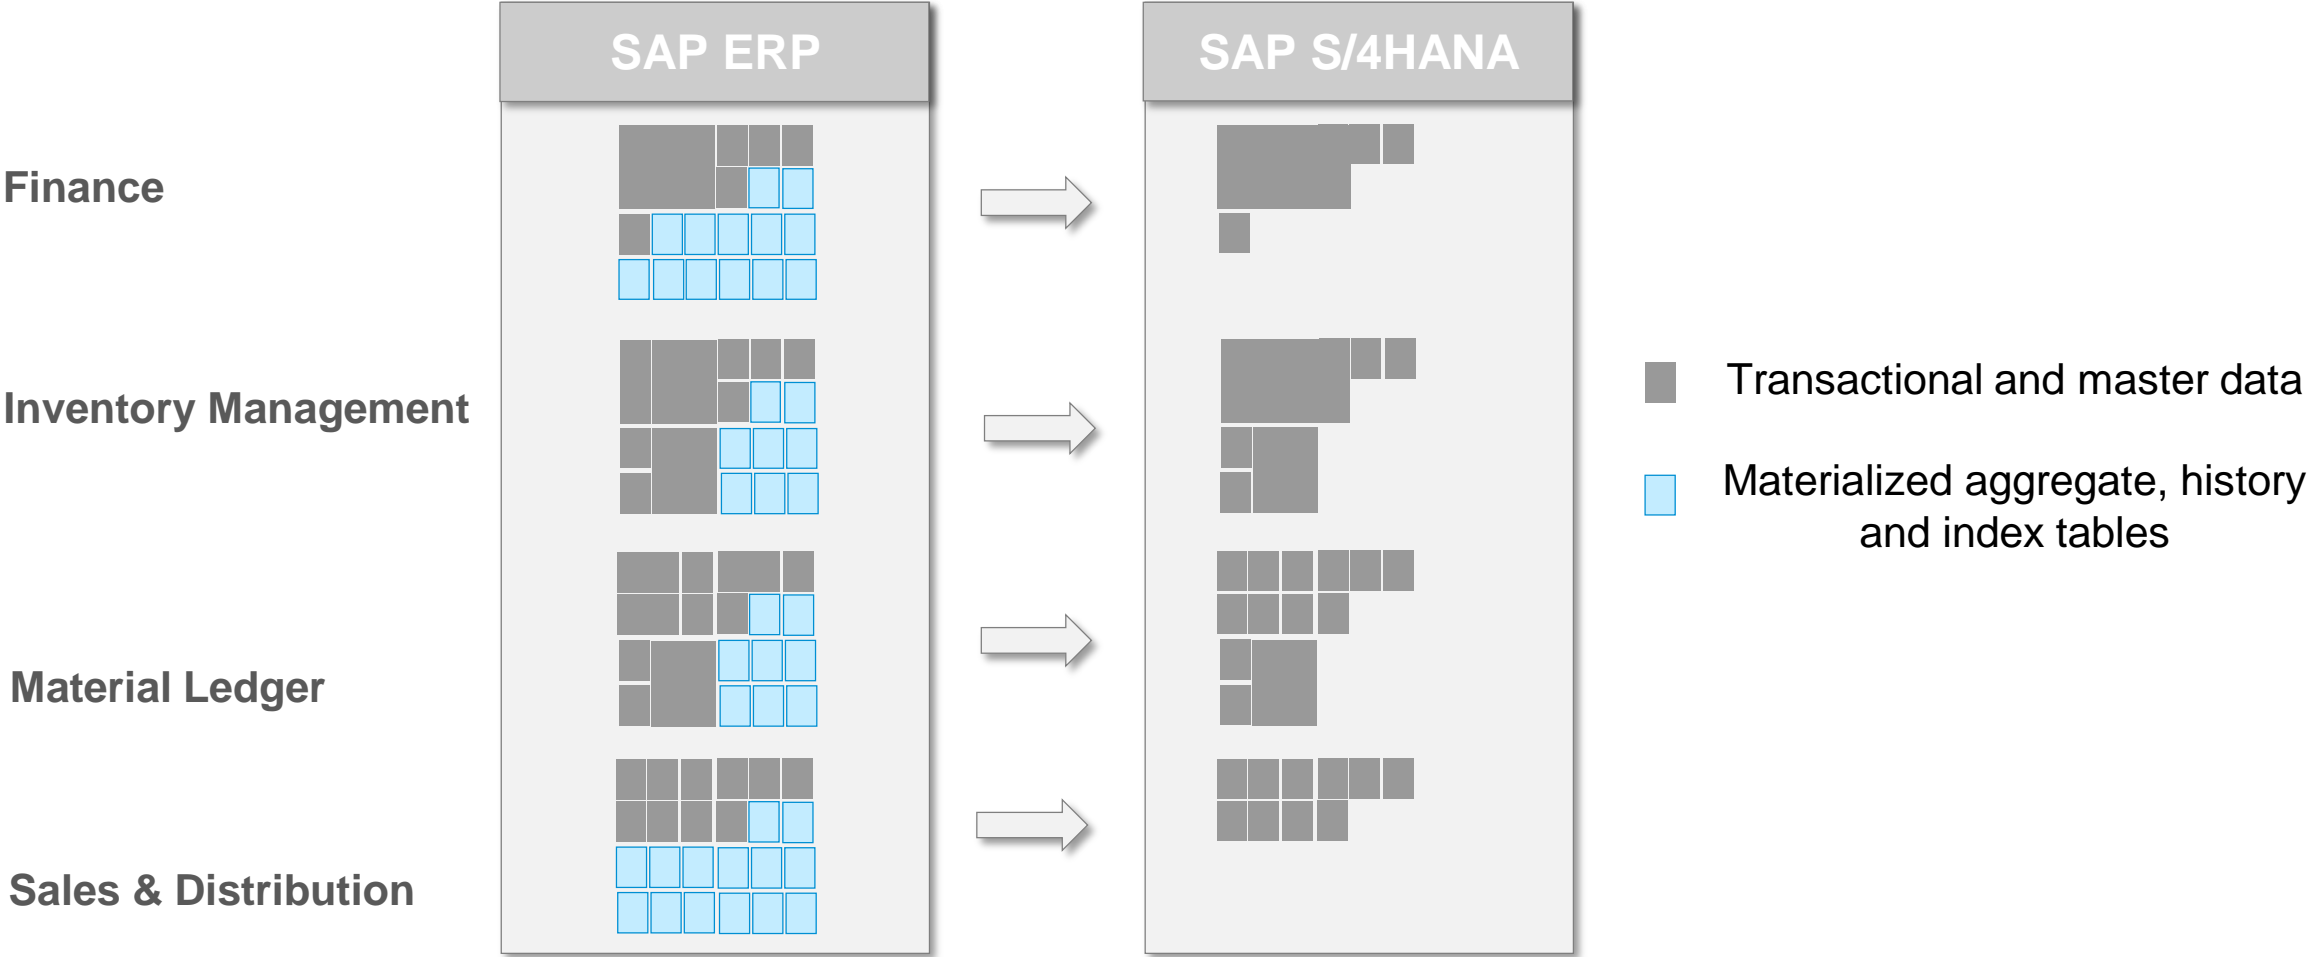 SAP ERP
SAP S/4HANA
Finance
Inventory Management
Material Ledger
Sales & Distribution
Transactional and master data
Materialized aggregate, history
and index tables